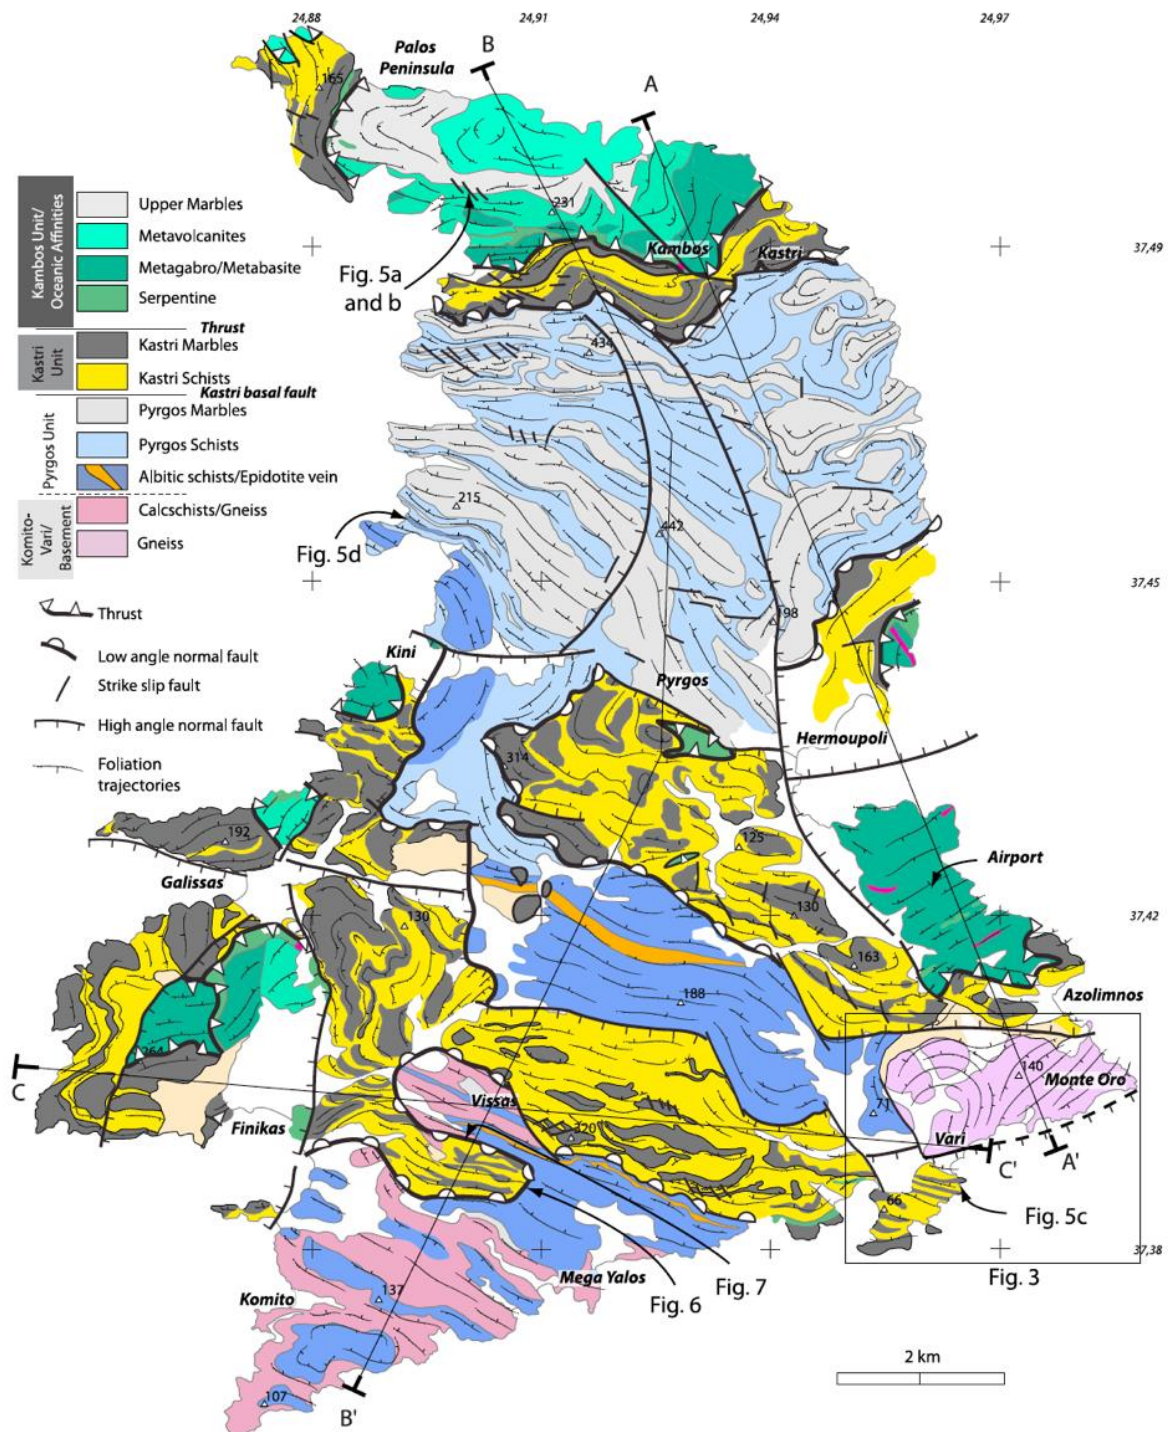 24,88
24,91
24,94
24,97
B
Palos
Peninsula
A
165
Kambos Unit/
Oceanic Affinities
Upper Marbles
Metavolcanites
Metagabro/Metabasite
Serpentine
Thrust
Kastri
Unit
Kastri Marbles
Kastri Schists
Kastri basal fault
Pyrgos Unit
Pyrgos Marbles
Pyrgos Schists
Albitic schists/Epidotite vein
Komito-
Vari/
Basement
Calcschists/Gneiss
Gneiss
Thrust
Low angle normal fault
Strike slip fault
High angle normal fault
Foliation
trajectories
231
Kambos
Kastri
37,49
Fig. 5a
and b
434
215
442
Fig. 5d
37,45
198
Kini
Pyrgos
Hermoupoli
314
192
125
Airport
Galissas
130
130
37,42
163
188
Azolimnos
264
C
140
Monte Oro
Vissas
71
Finikas
320
Vari
C'
A'
66
Fig. 5c
37,38
Mega Yalos
Fig. 7
Fig. 3
Komito
137
Fig. 6
2 km
107
B'